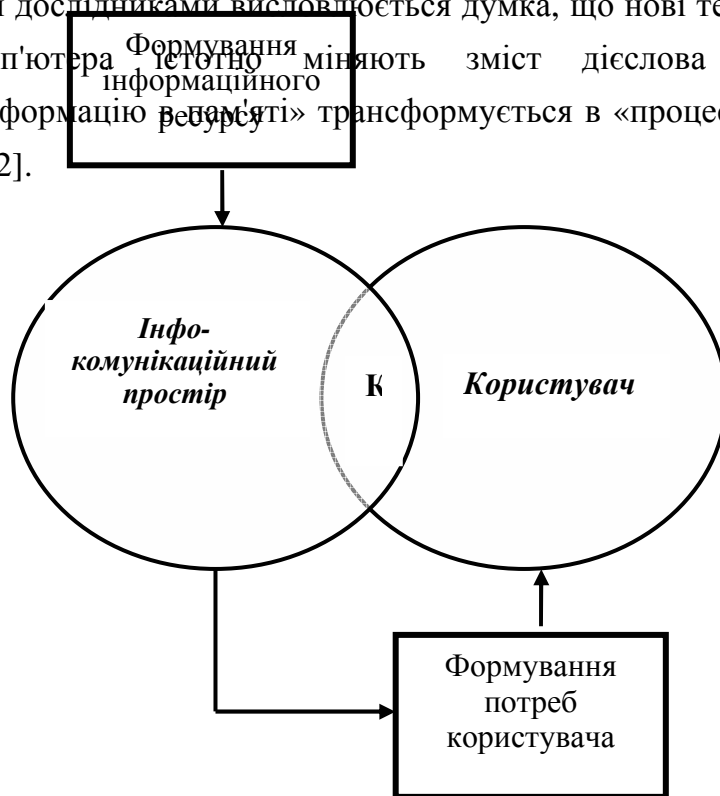 дослідниками висловлюється думка, що нові те
п'ютера істотно міняють зміст дієслова
формацію в пам'яті» трансформується в «процес
2].
Формування
інформаційного
ресурсу
Інфо-
комунікаційний
простір
К
Користувач
Формування
потреб
користувача